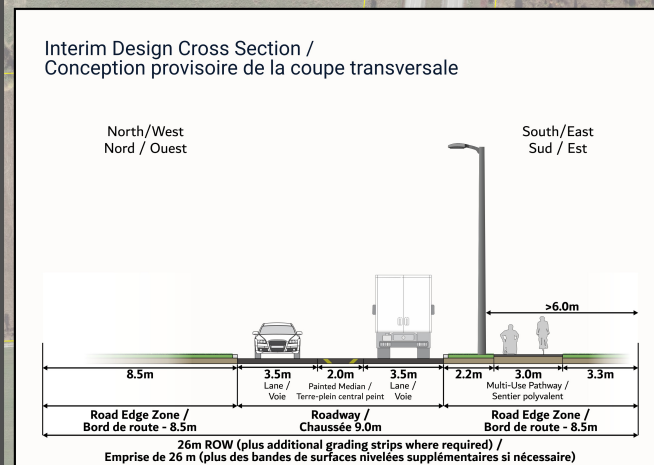 Interim Design Cross Section /
Conception provisoire de la coupe transversale
North/West
Nord / Ouest
South/East
Sud / Est
>6.0m
8.5m
3.5m
Lane /
Voie
2.0m
Painted Median /
Terre-plein central peint
3.5m
Lane /
Voie
2.2m
3.0m
Multi-Use Pathway /
Sentier polyvalent
3.3m
Road Edge Zone /
Bord de route - 8.5m
Roadway /
Chaussée 9.0m
Road Edge Zone /
Bord de route - 8.5m
26m ROW (plus additional grading strips where required) /
Emprise de 26 m (plus des bandes de surfaces nivelées supplémentaires si nécessaire)